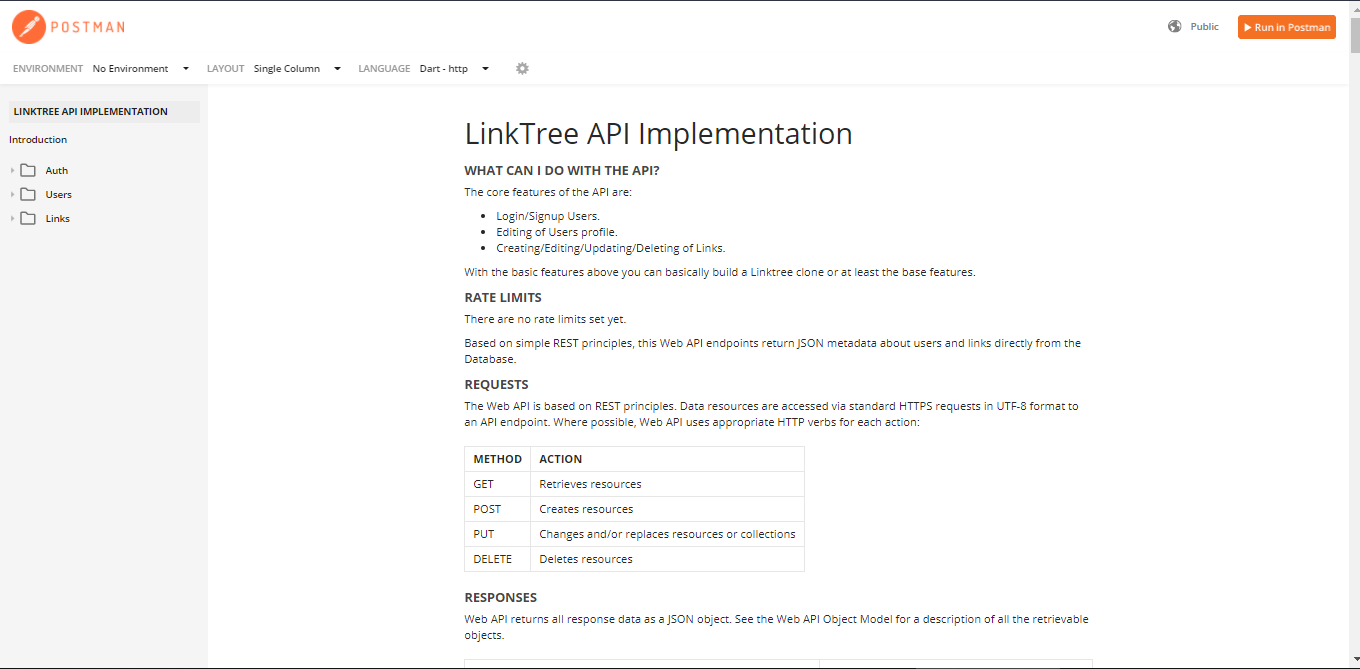 POSTMAN
Public
Run in Postman
ENVIRONMENT No Environment LAYOUT Single Column LANGUAGE Dart - http
LINKTREE API IMPLEMENTATION
Introduction
Auth
Users
Links
LinkTree API Implementation
WHAT CAN I DO WITH THE API?
The core features of the API are:
Login/Signup Users.
Editing of Users profile.
Creating/Editing/Updating/Deleting of Links.
With the basic features above you can basically build a Linktree clone or at least the base features.
RATE LIMITS
There are no rate limits set yet.
Based on simple REST principles, this Web API endpoints return JSON metadata about users and links directly from the
Database.
REQUESTS
The Web API is based on REST principles. Data resources are accessed via standard HTTPS requests in UTF-8 format to
an API endpoint. Where possible, Web API uses appropriate HTTP verbs for each action:
METHOD ACTION
GET Retrieves resources
POST Creates resources
PUT Changes and/or replaces resources or collections
DELETE Deletes resources
RESPONSES
Web API returns all response data as a JSON object. See the Web API Object Model for a description of all the retrievable
objects.